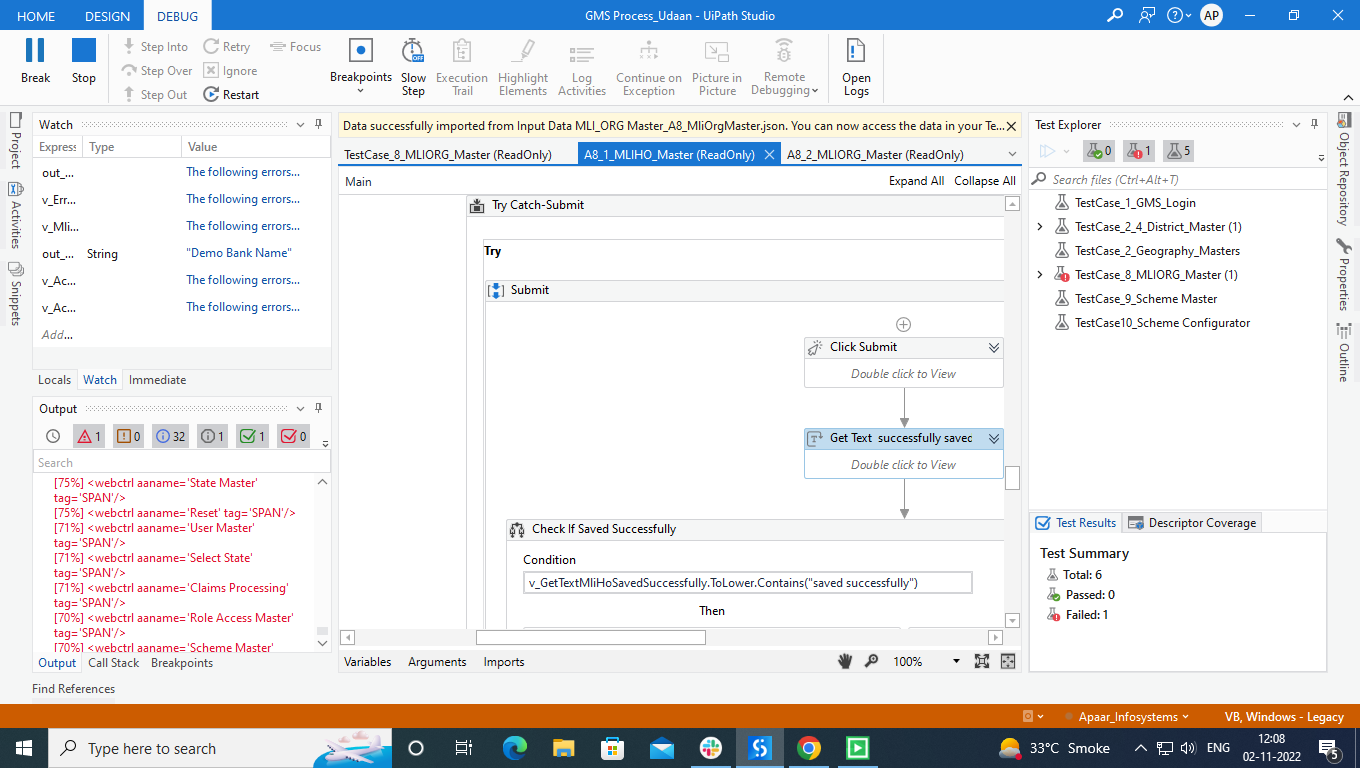 HOME DESIGN DEBUG GMS Process_Udaan - UiPath Studio AP
Break Stop Step Into Step Over Step Out Retry Ignore Restart Focus
Breakpoints Slow Step Execution Trail Highlight Elements Log Activities Continue on Exception Picture in Picture Remote Debugging Open Logs
Project
Activities
Snippets
Watch
Express Type Value
out_... The following errors...
v_Err... The following errors...
v_Mli... The following errors...
out_... String "Demo Bank Name"
v_Ac... The following errors...
v_Ac... The following errors...
Add...
Locals Watch Immediate
Output
1 0 32 1 1 0
Search
[75%] <webctrl aaname='State Master'
tag='SPAN'/>
[75%] <webctrl aaname='Reset' tag='SPAN'/>
[71%] <webctrl aaname='User Master'
tag='SPAN'/>
[71%] <webctrl aaname='Select State'
tag='SPAN'/>
[71%] <webctrl aaname='Claims Processing'
tag='SPAN'/>
[70%] <webctrl aaname='Role Access Master'
tag='SPAN'/>
[70%] <webctrl aaname='Scheme Master'
Output Call Stack Breakpoints
Find References
Data successfully imported from Input Data MLI_ORG Master_A8_MliOrgMaster.json. You can now access the data in your Te...
TestCase_8_MLIORG_Master (ReadOnly) A8_1_MLIHO_Master (ReadOnly) A8_2_MLIORG_Master (ReadOnly)
Main Expand All Collapse All
Try Catch-Submit
Try
Submit
Click Submit
Double click to View
Get Text successfully saved
Double click to View
Check If Saved Successfully
Condition
v_GetTextMliHoSavedSuccessfully.ToLower.Contains("saved successfully")
Then
Variables Arguments Imports 100%
Test Explorer
0 1 5
Search files (Ctrl+Alt+T)
TestCase_1_GMS_Login
TestCase_2_4_District_Master (1)
TestCase_2_Geography_Masters
TestCase_8_MLIORG_Master (1)
TestCase_9_Scheme Master
TestCase10_Scheme Configurator
Test Results Descriptor Coverage
Test Summary
Total: 6
Passed: 0
Failed: 1
Object Repository
Properties
Outline
Apaar_Infosystems VB, Windows - Legacy
Type here to search 33°C Smoke ENG 12:08
02-11-2022 5